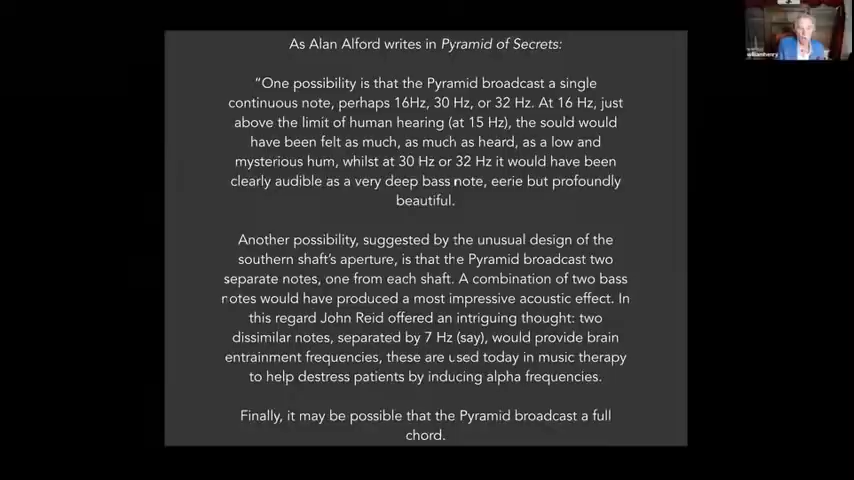 As Alan Alford writes in Pyramid of Secrets:
“One possibility is that the Pyramid broadcast a single
continuous note, perhaps 16Hz, 30 Hz, or 32 Hz. At 16 Hz, just
above the limit of human hearing (at 15 Hz), the sould would
have been felt as much, as much as heard, as a low and
mysterious hum, whilst at 30 Hz or 32 Hz it would have been
clearly audible as a very deep bass note, eerie but profoundly
beautiful.
Another possibility, suggested by the unusual design of the
southern shaft’s aperture, is that the Pyramid broadcast two
separate notes, one from each shaft. A combination of two bass
notes would have produced a most impressive acoustic effect. In
this regard John Reid offered an intriguing thought: two
dissimilar notes, separated by 7 Hz (say), would provide brain
entrainment frequencies, these are used today in music therapy
to help destress patients by inducing alpha frequencies.
Finally, it may be possible that the Pyramid broadcast a full
chord.
williamhenry